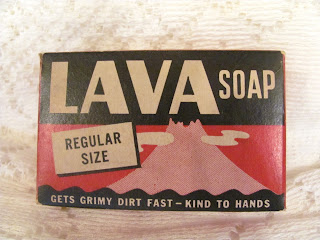 LAVA SOAP
REGULAR
SIZE
GETS GRIMY DIRT FAST – KIND TO HANDS